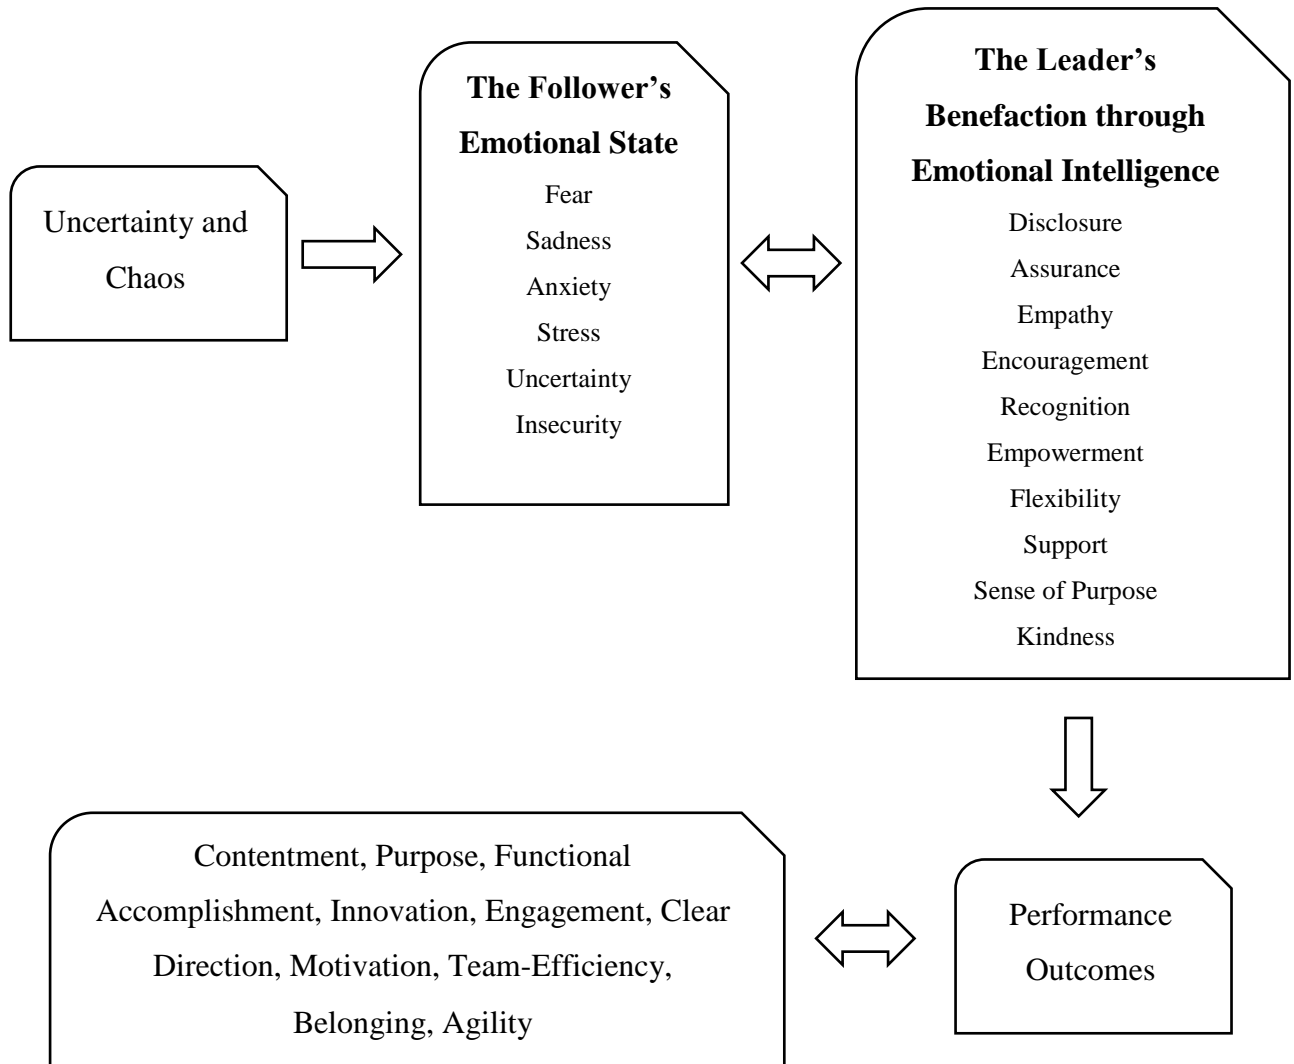 Uncertainty and
Chaos
The Follower’s
Emotional State
Fear
Sadness
Anxiety
Stress
Uncertainty
Insecurity
The Leader’s
Benefaction through
Emotional Intelligence
Disclosure
Assurance
Empathy
Encouragement
Recognition
Empowerment
Flexibility
Support
Sense of Purpose
Kindness
Contentment, Purpose, Functional
Accomplishment, Innovation, Engagement, Clear
Direction, Motivation, Team-Efficiency,
Belonging, Agility
Performance
Outcomes